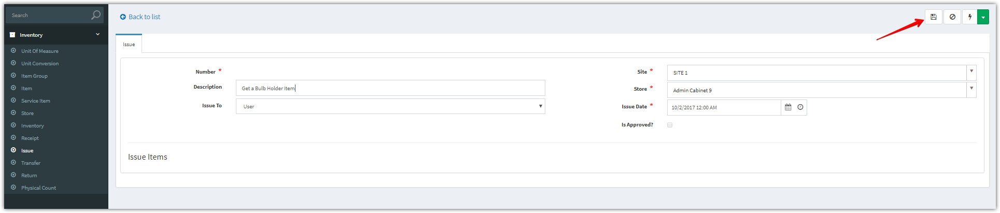 Search
Inventory
Unit Of Measure
Unit Conversion
Item Group
Item
Service Item
Store
Inventory
Receipt
Issue
Transfer
Return
Physical Count
Back to list
Issue
Number *
Description Get a Bulb Holder Item
Issue To User
Site * SITE 1
Store * Admin Cabinet 9
Issue Date * 10/2/2017 12:00 AM
Is Approved?
Issue Items